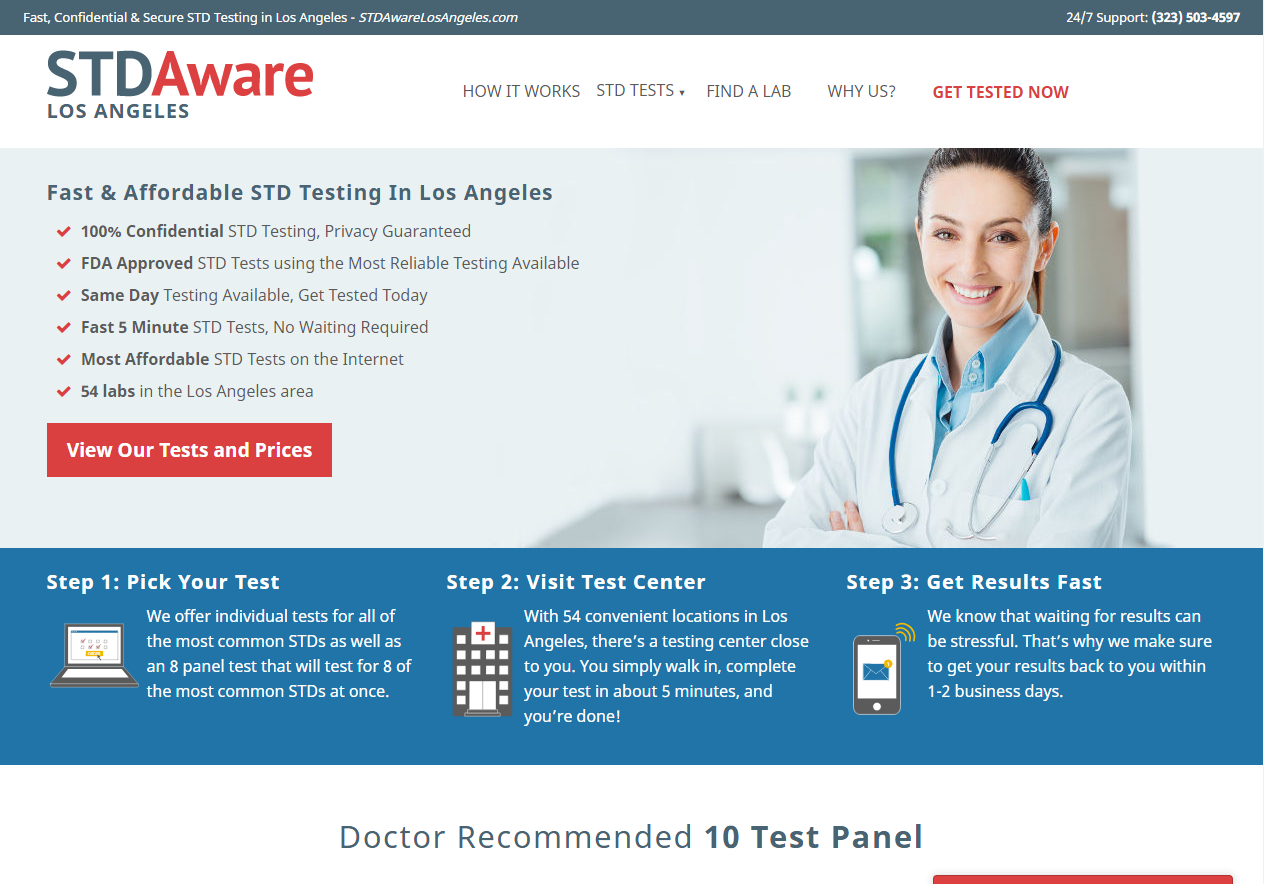 Fast, Confidential & Secure STD Testing in Los Angeles - STDAwareLosAngeles.com
24/7 Support: (323) 503-4597
STDAware
LOS ANGELES
HOW IT WORKS
STD TESTS ▾
FIND A LAB
WHY US?
GET TESTED NOW
Fast & Affordable STD Testing In Los Angeles
100% Confidential STD Testing, Privacy Guaranteed
FDA Approved STD Tests using the Most Reliable Testing Available
Same Day Testing Available, Get Tested Today
Fast 5 Minute STD Tests, No Waiting Required
Most Affordable STD Tests on the Internet
54 labs in the Los Angeles area
View Our Tests and Prices
Step 1: Pick Your Test
We offer individual tests for all of
the most common STDs as well as
an 8 panel test that will test for 8 of
the most common STDs at once.
Step 2: Visit Test Center
With 54 convenient locations in Los
Angeles, there’s a testing center close
to you. You simply walk in, complete
your test in about 5 minutes, and
you’re done!
Step 3: Get Results Fast
We know that waiting for results can
be stressful. That’s why we make sure
to get your results back to you within
1-2 business days.
Doctor Recommended 10 Test Panel